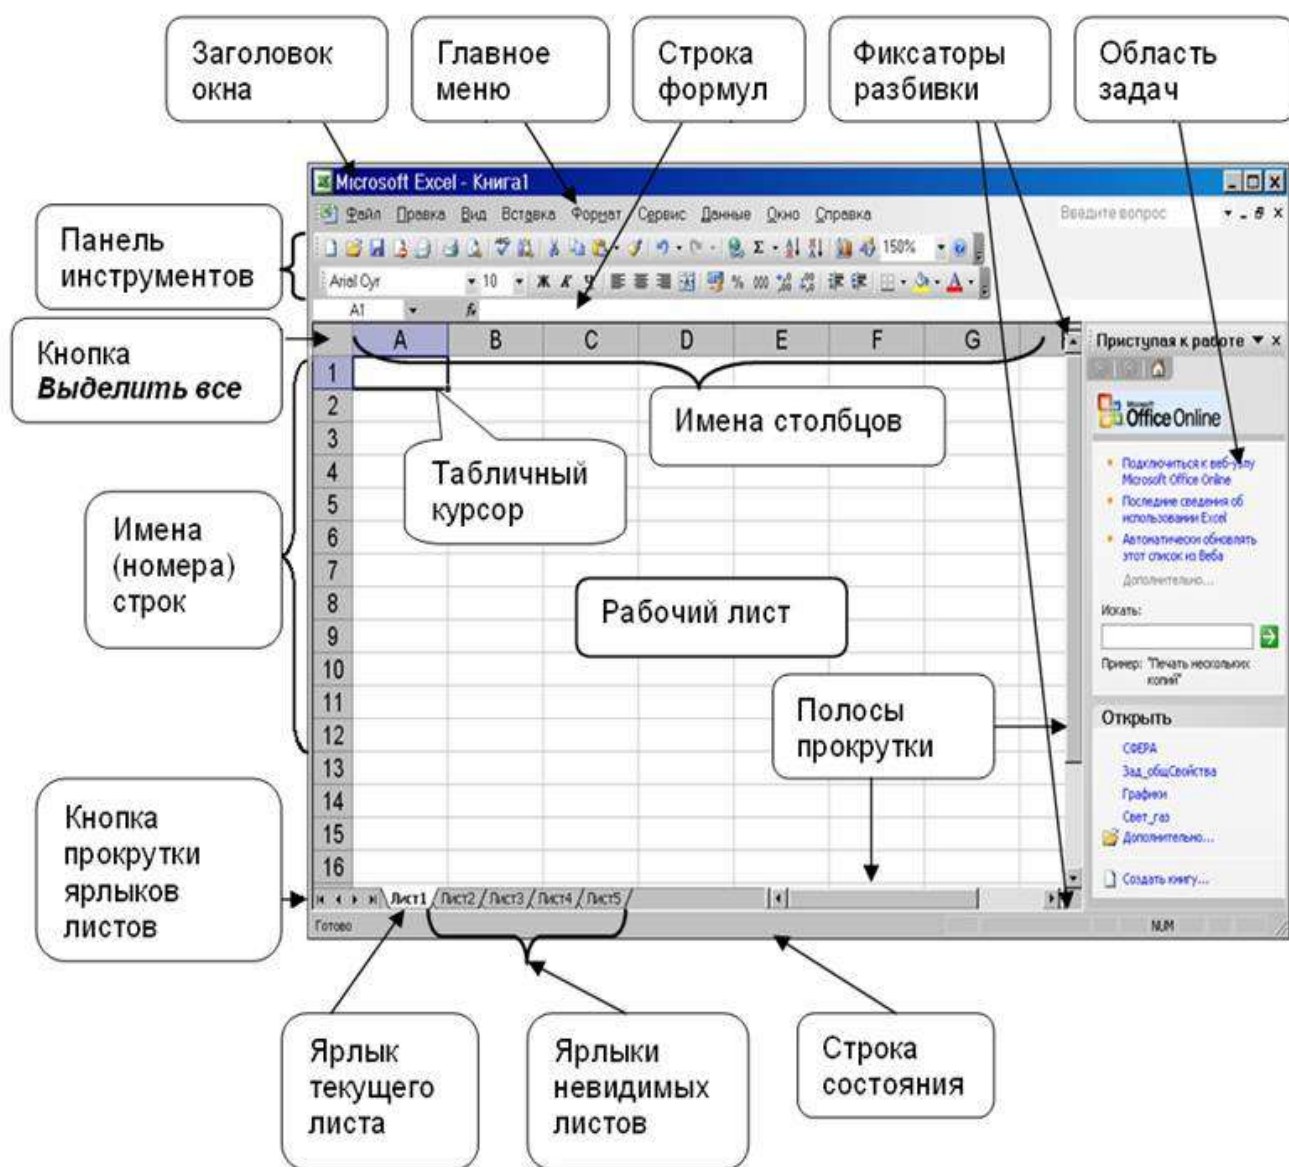 Заголовок
окна
Главное
меню
Строка
формул
Фиксаторы
разбивки
Область
задач
Microsoft Excel - Книга1
Файл Правка Вид Вставка Формат Сервис Данные Окно Справка
Введите вопрос
Панель
инструментов
150%
Arial Cyr
10
Ж К Ч
% 000
A1
fx
Кнопка
Выделить все
A B C D E F G
Приступая к работе
1
2
3
4
5
6
7
8
9
10
11
12
13
14
15
16
Имена столбцов
Microsoft
Office Online
Табличный
курсор
Подключиться к веб-узлу
Microsoft Office Online
Последние сведения об
использовании Excel
Автоматически обновлять
этот список из Веба
Дополнительно...
Имена
(номера)
строк
Рабочий лист
Искать:
Пример: "Печать нескольких
копий"
Полосы
прокрутки
Открыть
СФЕРА
Зад_общСвойства
Графики
Свет_газ
Дополнительно...
Создать книгу...
Кнопка
прокрутки
ярлыков
листов
Лист1 Лист2 Лист3 Лист4 Лист5
Готово
NUM
Ярлык
текущего
листа
Ярлыки
невидимых
листов
Строка
состояния